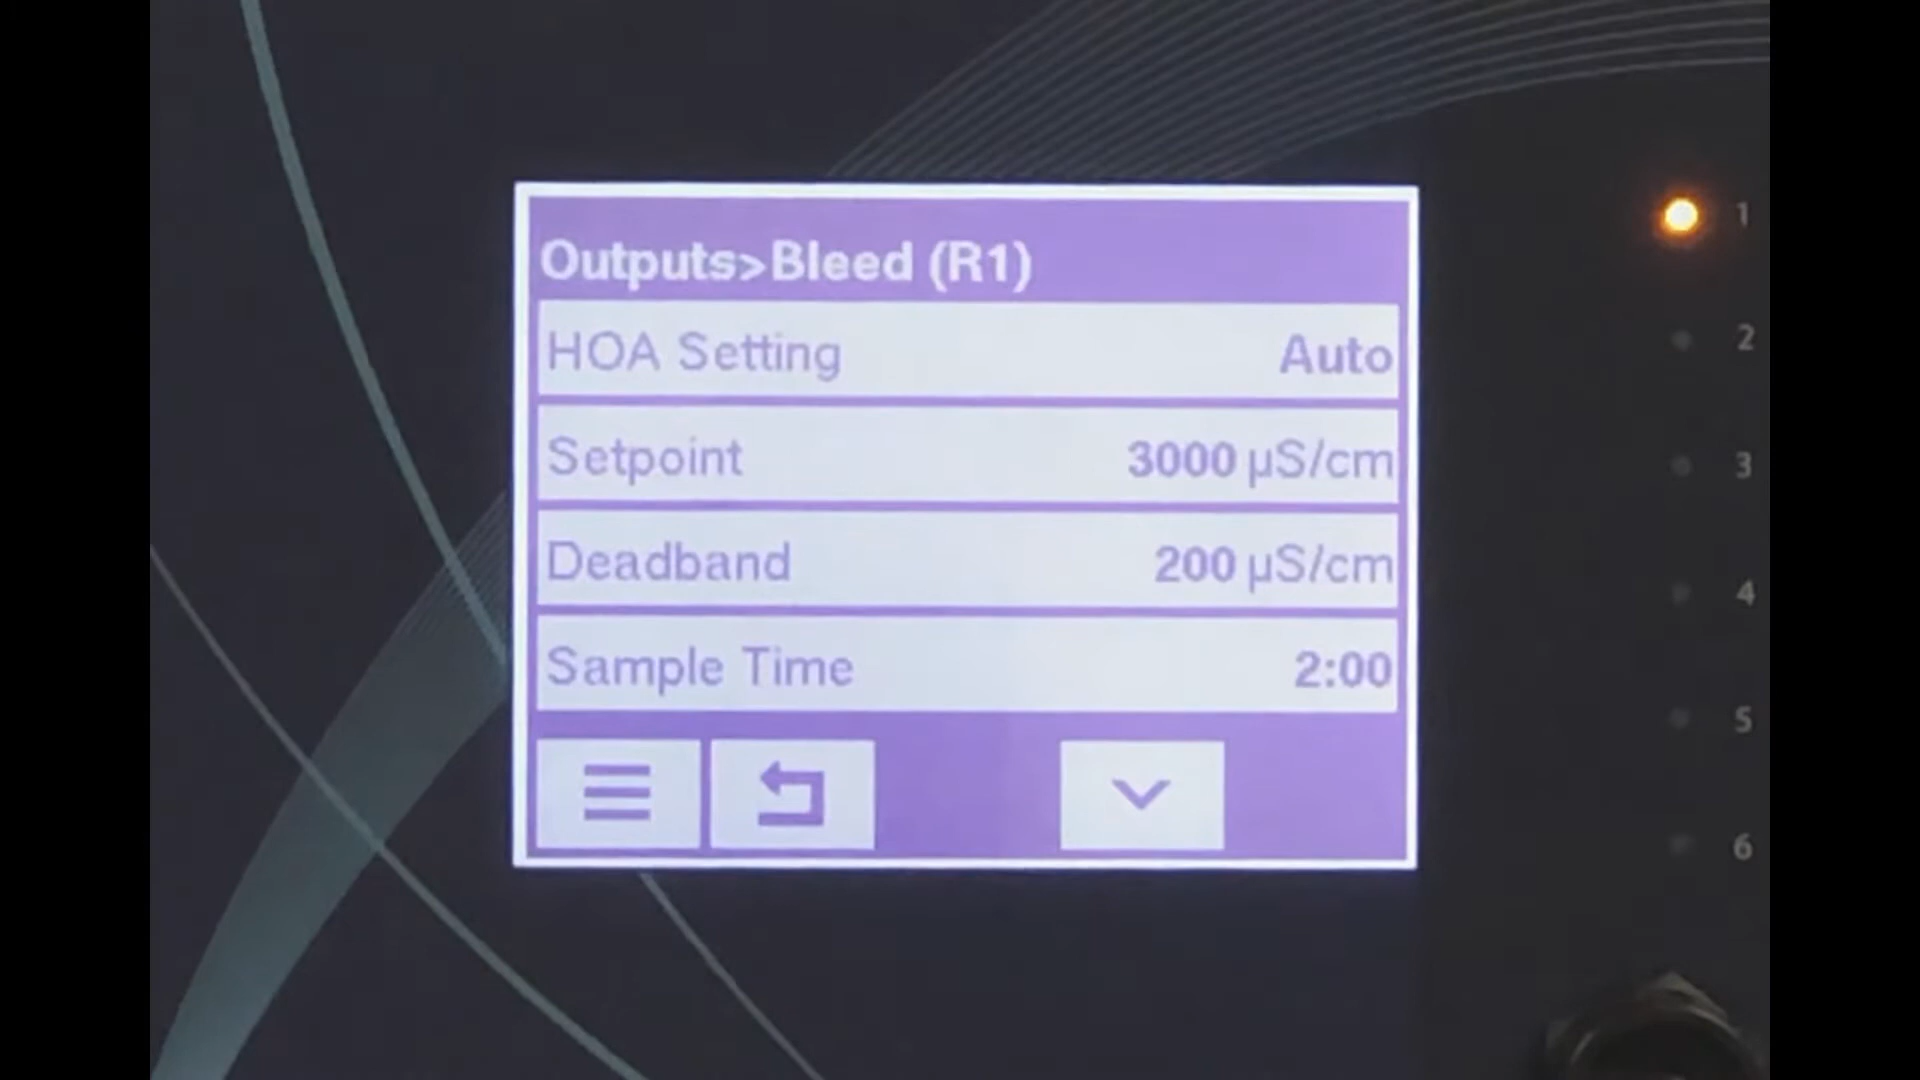 Outputs>Bleed (R1)
HOA Setting Auto
Setpoint 3000 µS/cm
Deadband 200 µS/cm
Sample Time 2:00
1
2
3
4
5
6